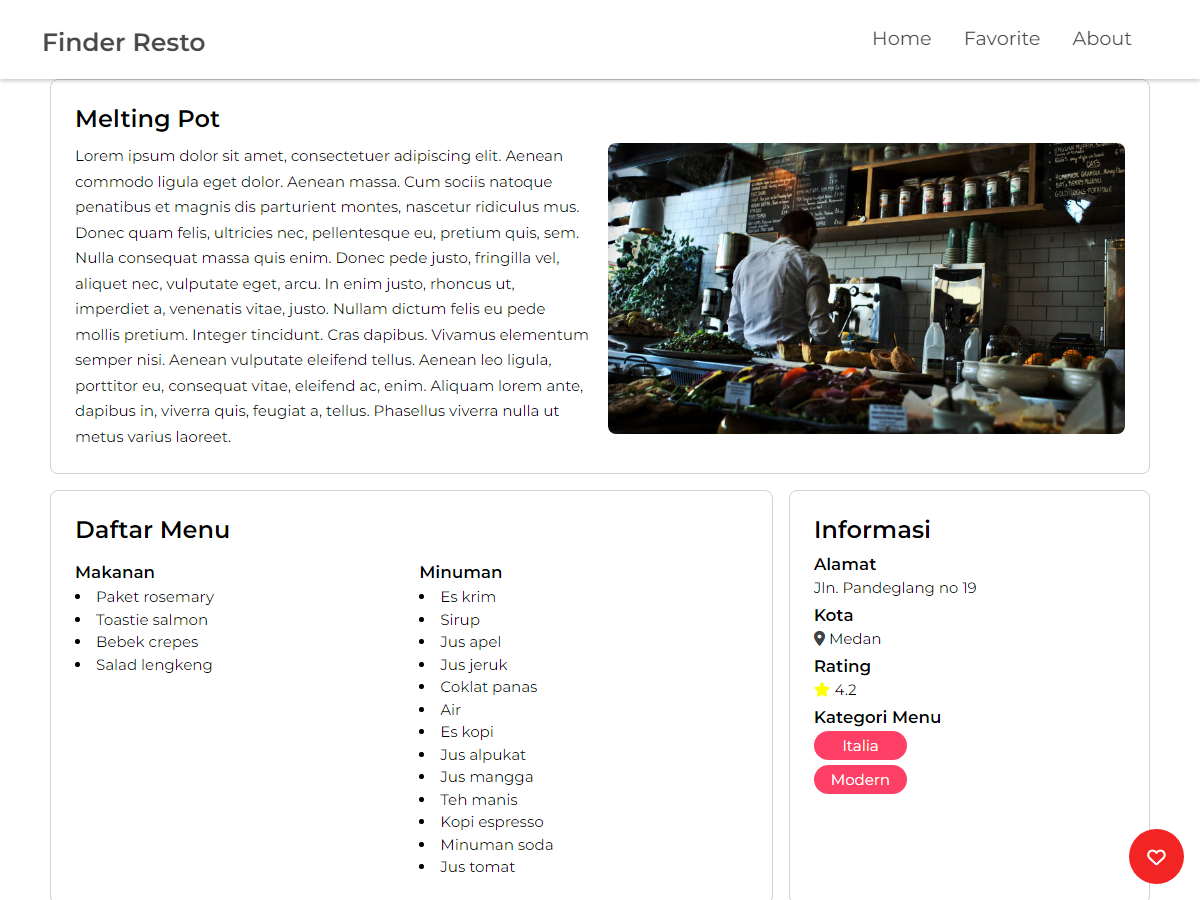 Finder Resto
Home Favorite About
Melting Pot
Lorem ipsum dolor sit amet, consectetuer adipiscing elit. Aenean
commodo ligula eget dolor. Aenean massa. Cum sociis natoque
penatibus et magnis dis parturient montes, nascetur ridiculus mus.
Donec quam felis, ultricies nec, pellentesque eu, pretium quis, sem.
Nulla consequat massa quis enim. Donec pede justo, fringilla vel,
aliquet nec, vulputate eget, arcu. In enim justo, rhoncus ut,
imperdiet a, venenatis vitae, justo. Nullam dictum felis eu pede
mollis pretium. Integer tincidunt. Cras dapibus. Vivamus elementum
semper nisi. Aenean vulputate eleifend tellus. Aenean leo ligula,
porttitor eu, consequat vitae, eleifend ac, enim. Aliquam lorem ante,
dapibus in, viverra quis, feugiat a, tellus. Phasellus viverra nulla ut
metus varius laoreet.
Daftar Menu
Makanan
Paket rosemary
Toastie salmon
Bebek crepes
Salad lengkeng
Minuman
Es krim
Sirup
Jus apel
Jus jeruk
Coklat panas
Air
Es kopi
Jus alpukat
Jus mangga
Teh manis
Kopi espresso
Minuman soda
Jus tomat
Informasi
Alamat
Jln. Pandeglang no 19
Kota
Medan
Rating
4.2
Kategori Menu
Italia
Modern